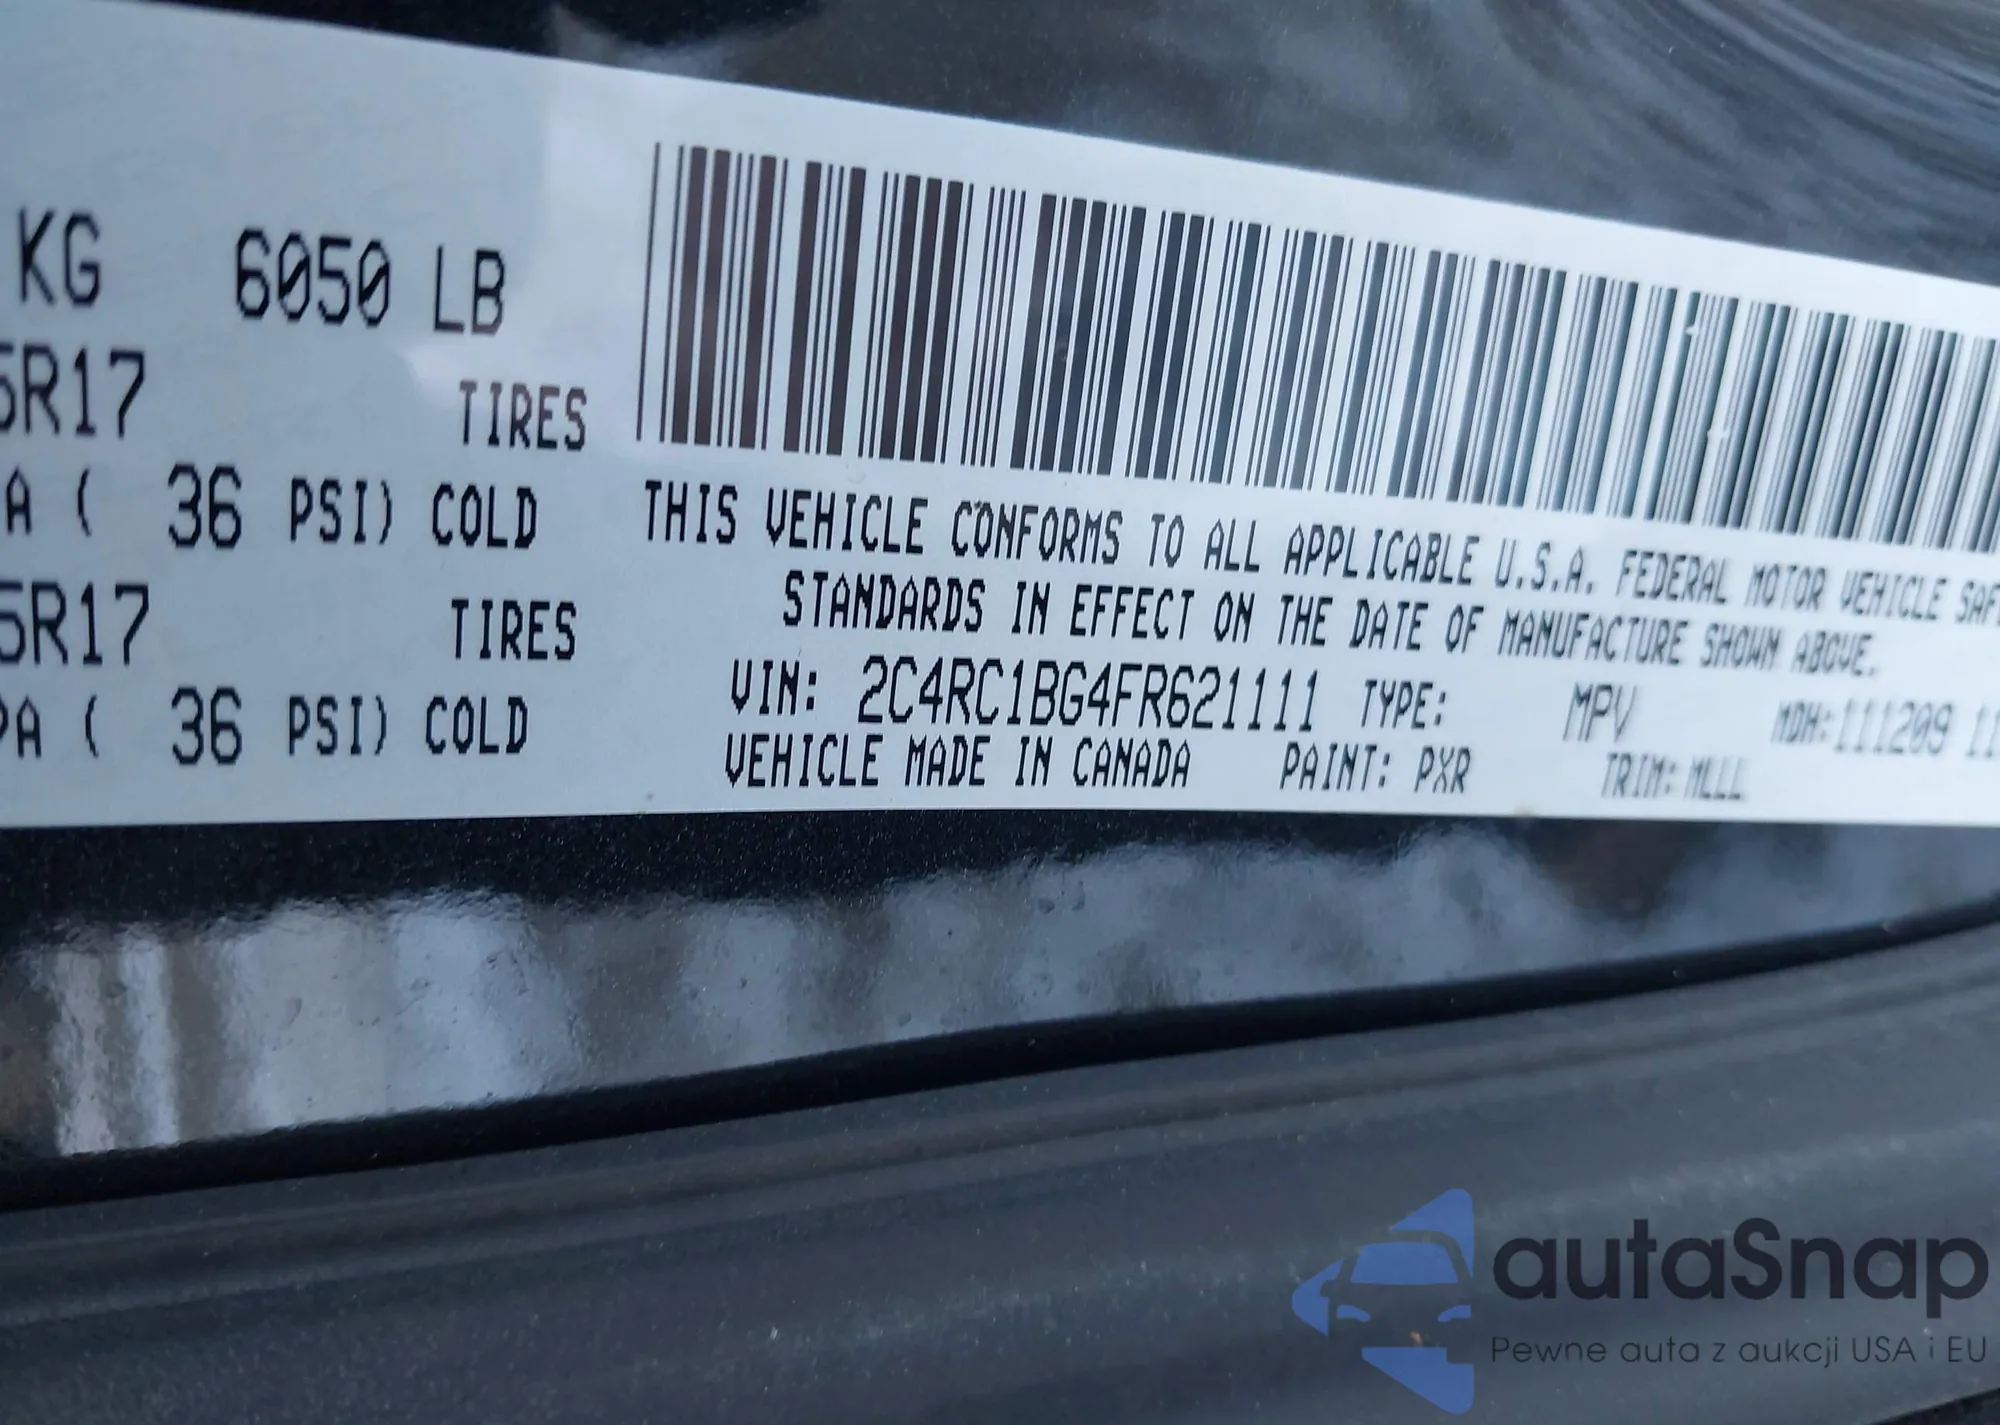 KG 6050 LB
5R17 TIRES
A ( 36 PSI) COLD
5R17 TIRES
PA ( 36 PSI) COLD
THIS VEHICLE CONFORMS TO ALL APPLICABLE U.S.A. FEDERAL MOTOR VEHICLE SAF
STANDARDS IN EFFECT ON THE DATE OF MANUFACTURE SHOWN ABOVE.
VIN: 2C4RC1BG4FR621111 TYPE: MPV MDH: 111209 11
VEHICLE MADE IN CANADA PAINT: PXR TRIM: MLLL
autaSnap
Pewne auta z aukcji USA i EU